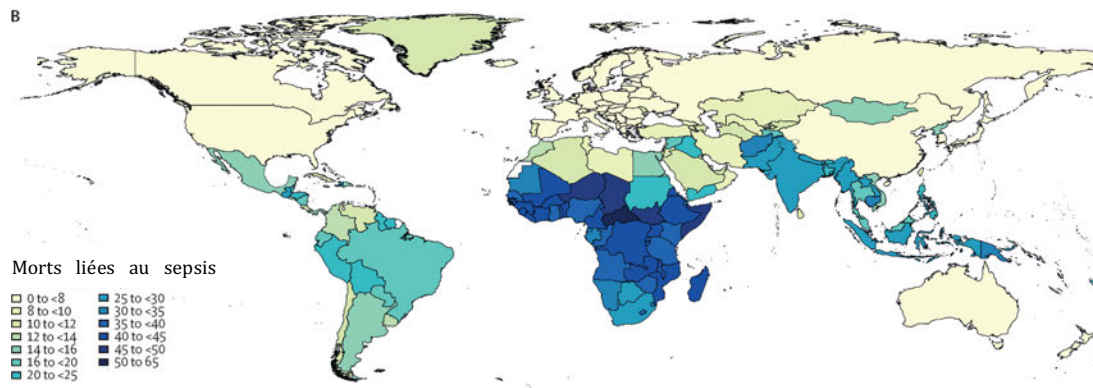 B
Morts liées au sepsis
0 to <8
8 to <10
10 to <12
12 to <14
14 to <16
16 to <20
20 to <25
25 to <30
30 to <35
35 to <40
40 to <45
45 to <50
50 to 65